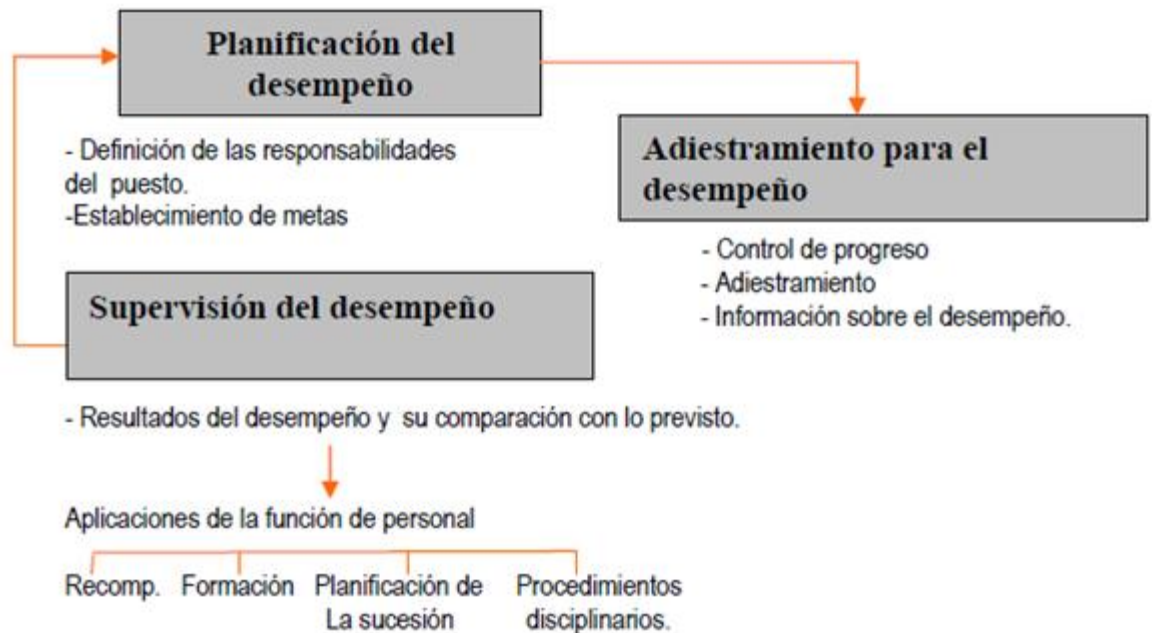 Planificación del
desempeño
- Definición de las responsabilidades
del puesto.
-Establecimiento de metas
Adiestramiento para el
desempeño
- Control de progreso
- Adiestramiento
- Información sobre el desempeño.
Supervisión del desempeño
- Resultados del desempeño y su comparación con lo previsto.
Aplicaciones de la función de personal
Recomp. Formación Planificación de Procedimientos
La sucesión disciplinarios.